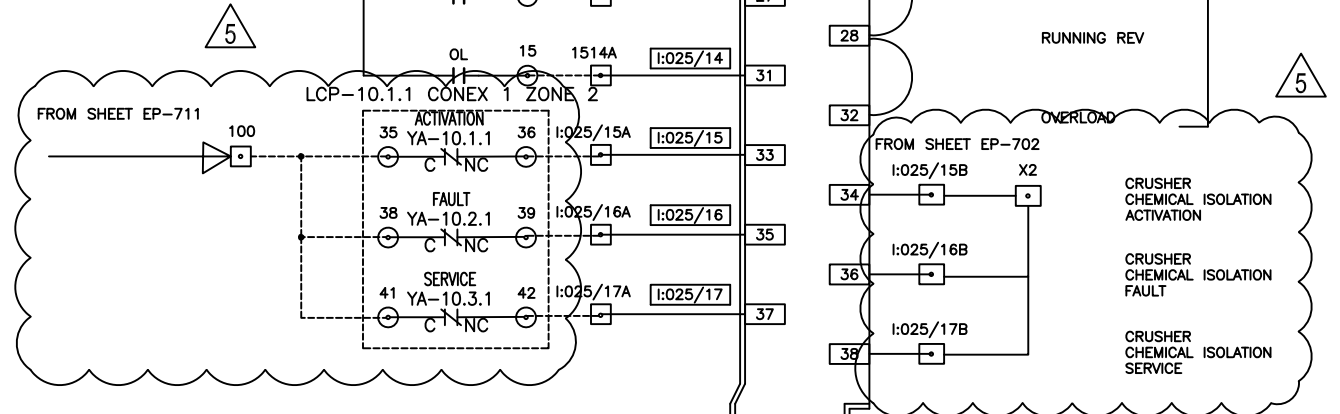 5
OL
15
1514A
I:025/14
31
LCP-10.1.1 CONEX 1 ZONE 2
FROM SHEET EP-711
100
ACTIVATION
35
YA-10.1.1
36
C
NC
I:025/15A
I:025/15
33
FAULT
38
YA-10.2.1
39
C
NC
I:025/16A
I:025/16
35
SERVICE
41
YA-10.3.1
42
C
NC
I:025/17A
I:025/17
37
28
RUNNING REV
5
32
OVERLOAD
FROM SHEET EP-702
34
I:025/15B
X2
CRUSHER
CHEMICAL ISOLATION
ACTIVATION
36
I:025/16B
CRUSHER
CHEMICAL ISOLATION
FAULT
38
I:025/17B
CRUSHER
CHEMICAL ISOLATION
SERVICE